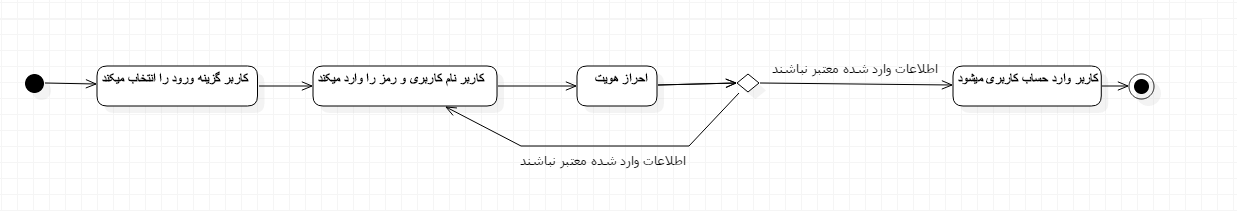 کاربر گزینه ورود را انتخاب میکند
کاربر نام کاربری و رمز را وارد میکند
احراز هویت
اطلاعات وارد شده معتبر نباشند
کاربر وارد حساب کاربری میشود
اطلاعات وارد شده معتبر نباشند